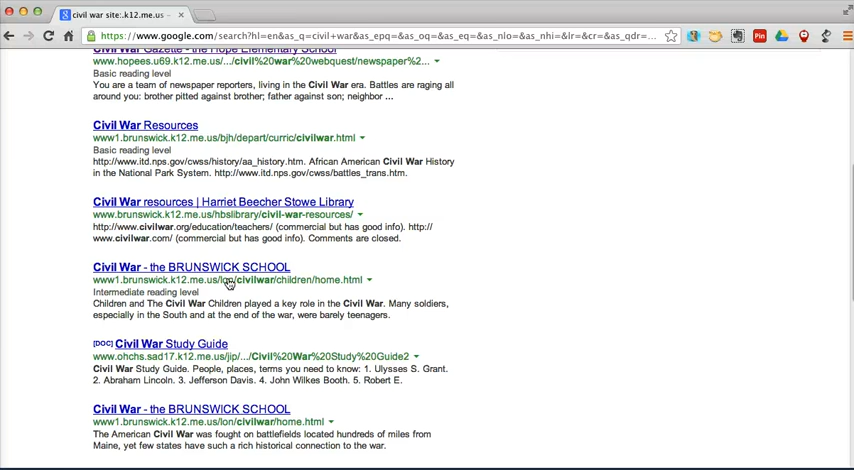 civil war site:.k12.me.us
https://www.google.com/search?hl=en&as_q=civil+war&as_epq=&as_oq=&as_eq=&as_nlo=&as_nhi=&lr=&cr=&as_qdr=...
Civil War Gazette - the Hope Elementary School
www.hopees.u69.k12.me.us/.../civil%20war%20webquest/newspaper%2...
Basic reading level
You are a team of newspaper reporters, living in the Civil War era. Battles are raging all
around you: brother pitted against brother; father against son; neighbor ...
Civil War Resources
www1.brunswick.k12.me.us/bjh/depart/curric/civilwar.html
Basic reading level
http://www.itd.nps.gov/cwss/history/aa_history.htm. African American Civil War History
in the National Park System. http://www.itd.nps.gov/cwss/battles_trans.htm.
Civil War resources | Harriet Beecher Stowe Library
www.brunswick.k12.me.us/hbslibrary/civil-war-resources/
http://www.civilwar.org/education/teachers/ (commercial but has good info). http://
www.civilwar.com/ (commercial but has good info). Comments are closed.
Civil War - the BRUNSWICK SCHOOL
www1.brunswick.k12.me.us/lon/civilwar/children/home.html
Intermediate reading level
Children and The Civil War Children played a key role in the Civil War. Many soldiers,
especially in the South and at the end of the war, were barely teenagers.
[DOC] Civil War Study Guide
www.ohchs.sad17.k12.me.us/jip/.../Civil%20War%20Study%20Guide2
Civil War Study Guide. People, places, terms you need to know: 1. Ulysses S. Grant.
2. Abraham Lincoln. 3. Jefferson Davis. 4. John Wilkes Booth. 5. Robert E.
Civil War - the BRUNSWICK SCHOOL
www1.brunswick.k12.me.us/lon/civilwar/home.html
The American Civil War was fought on battlefields located hundreds of miles from
Maine, yet few states have such a rich historical connection to the war.